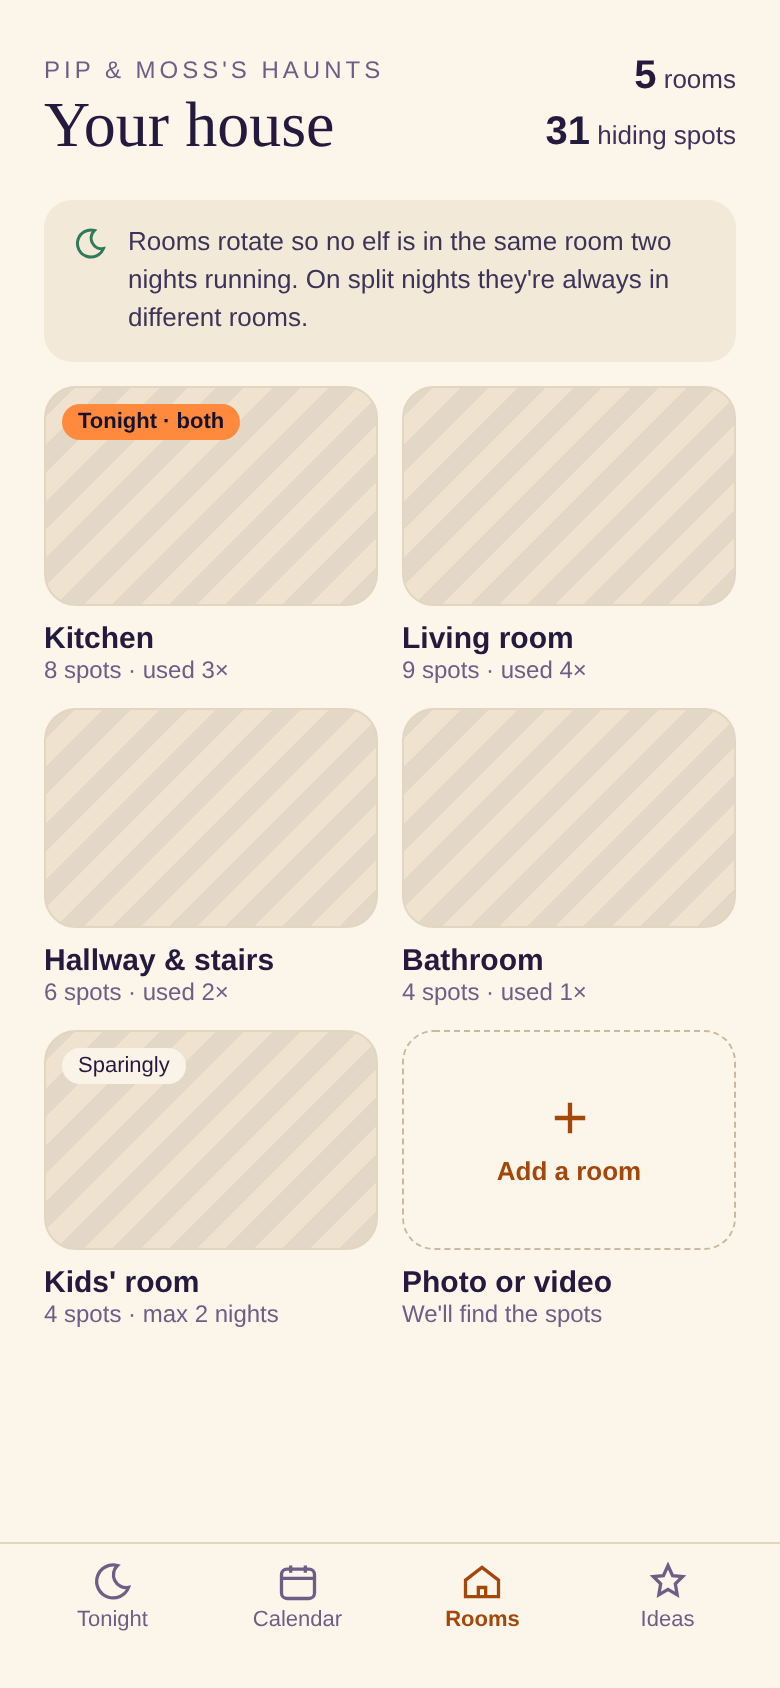 PIP & MOSS'S HAUNTS
Your house
5 rooms
31 hiding spots
Rooms rotate so no elf is in the same room two
nights running. On split nights they're always in
different rooms.
Tonight · both
Kitchen
8 spots · used 3×
Living room
9 spots · used 4×
Hallway & stairs
6 spots · used 2×
Bathroom
4 spots · used 1×
Sparingly
Kids' room
4 spots · max 2 nights
Add a room
Photo or video
We'll find the spots
Tonight
Calendar
Rooms
Ideas